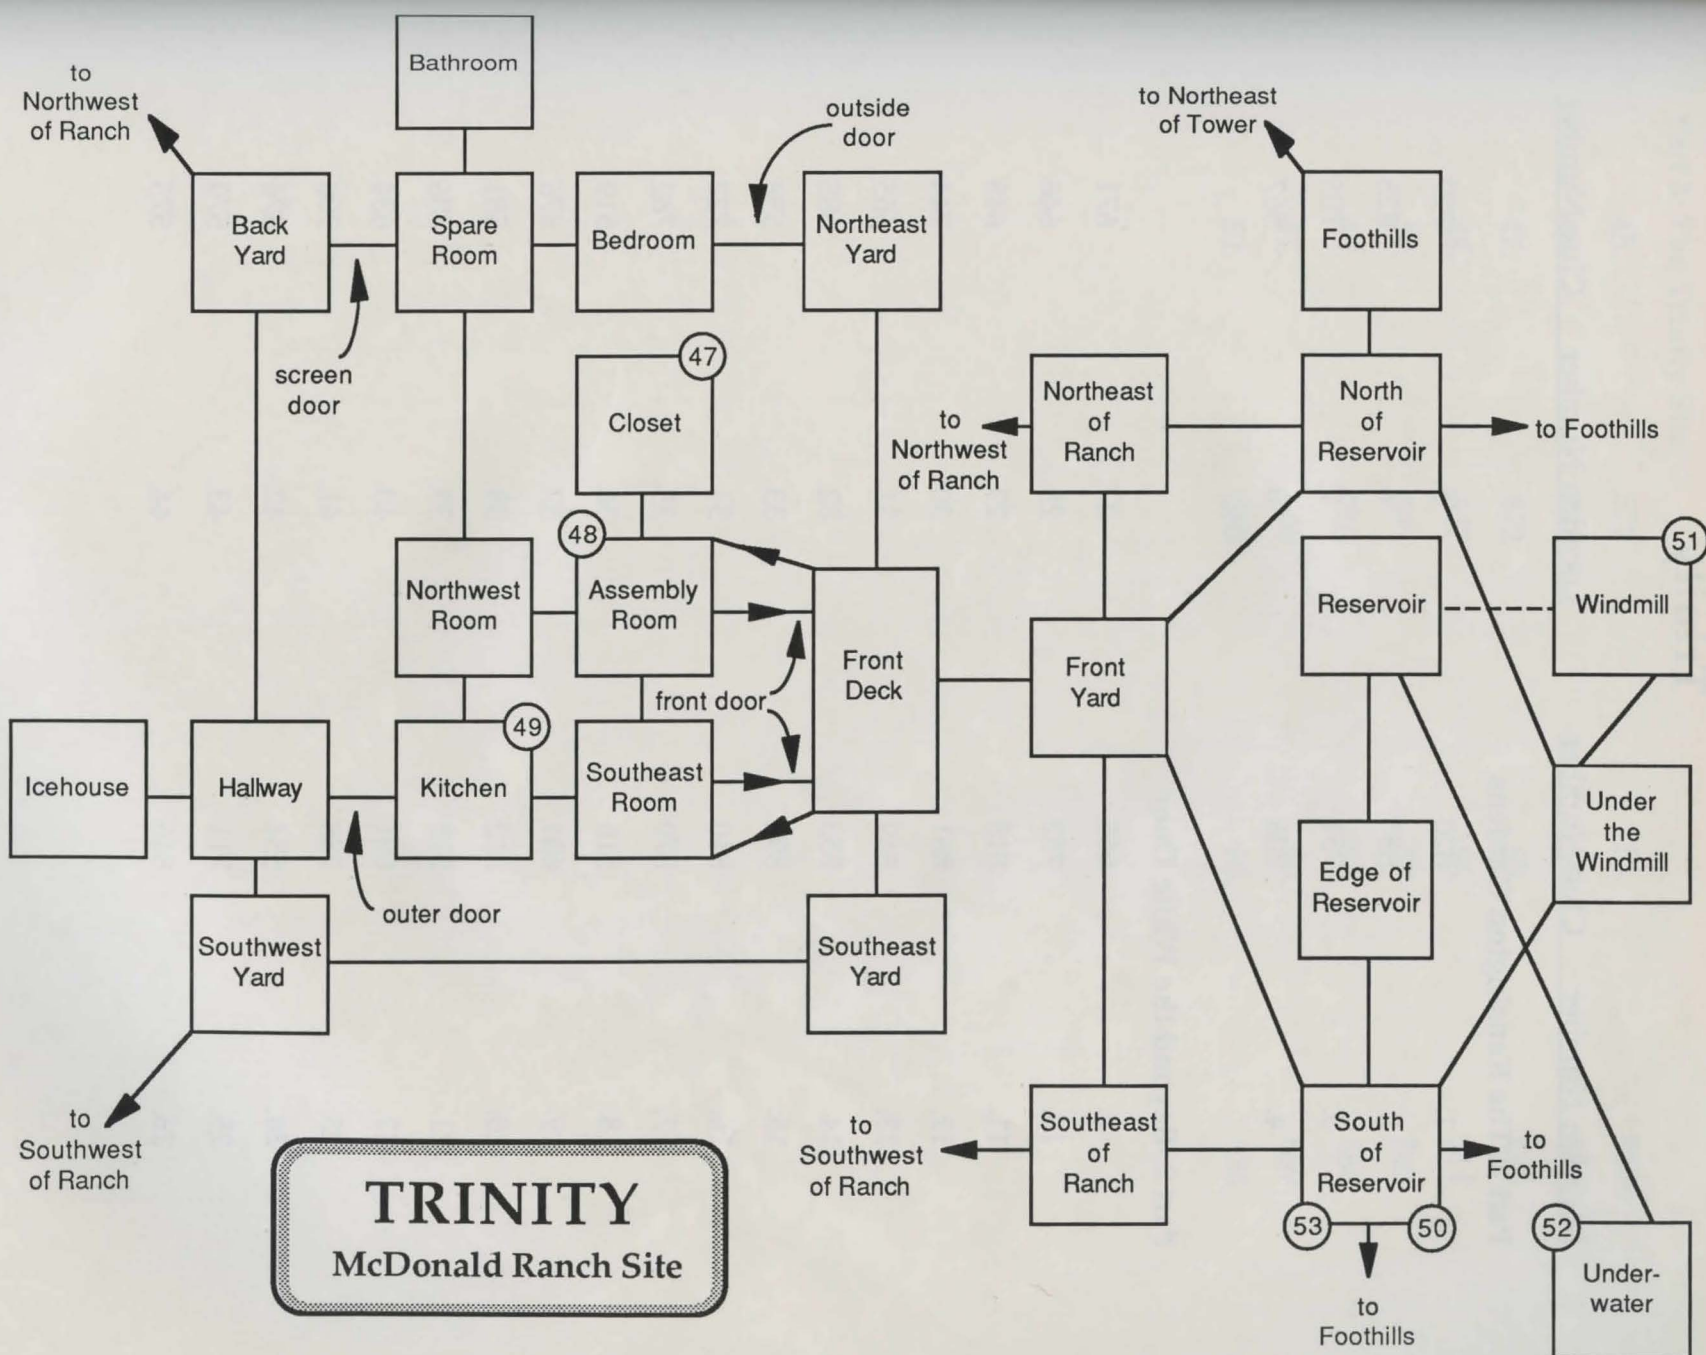 Bathroom
to
Northwest
of Ranch
outside
door
to Northeast
of Tower
Back
Yard
Spare
Room
Bedroom
Northeast
Yard
Foothills
screen
door
47
Closet
to
Northwest
of Ranch
Northeast
of
Ranch
North
of
Reservoir
to Foothills
48
Northwest
Room
Assembly
Room
front door
Front
Deck
Front
Yard
Reservoir
Windmill
51
Icehouse
Hallway
49
Kitchen
Southeast
Room
outer door
Edge of
Reservoir
Under
the
Windmill
Southwest
Yard
Southeast
Yard
to
Southwest
of Ranch
to
Southwest
of Ranch
Southeast
of
Ranch
South
of
Reservoir
to
Foothills
53
50
52
to
Foothills
Under-
water
TRINITY
McDonald Ranch Site